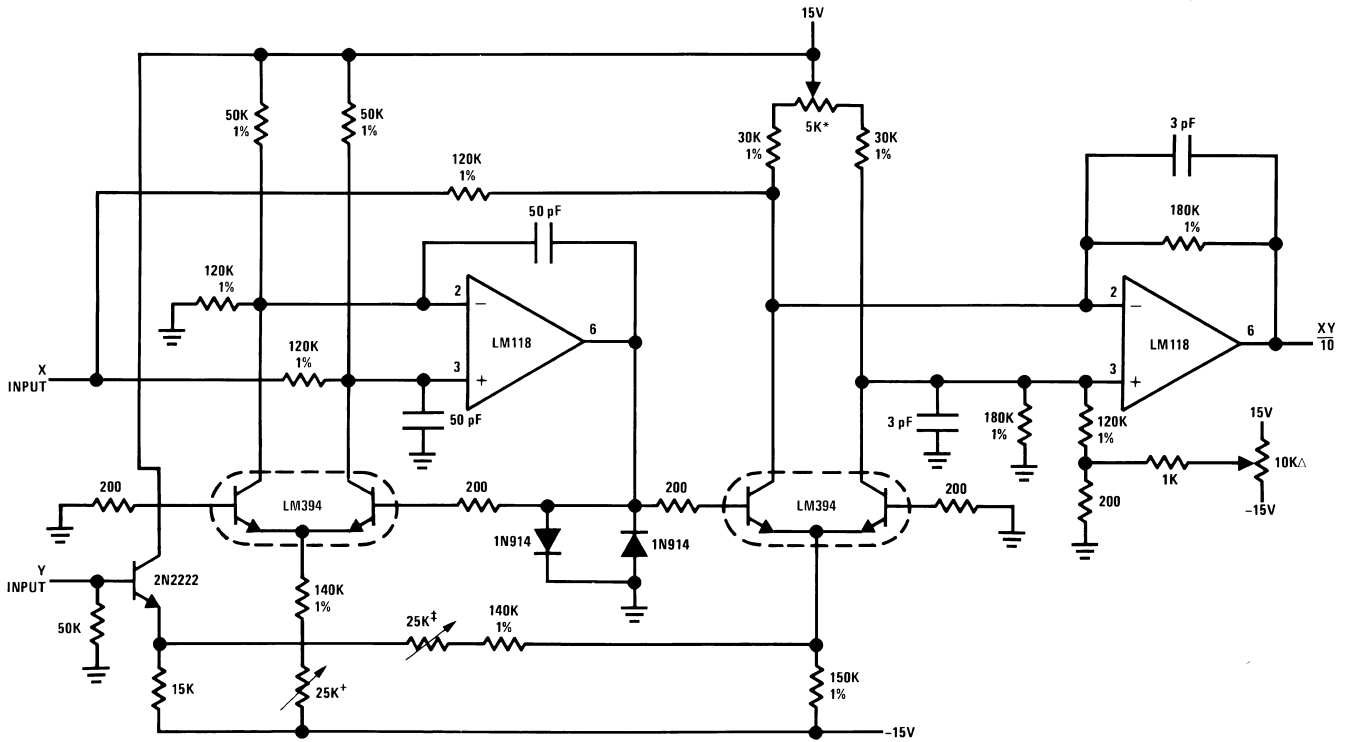 15V
50K
1%
50K
1%
5K*
30K
1%
30K
1%
3 pF
120K
1%
50 pF
180K
1%
120K
1%
2
−
LM118
6
3
+
120K
1%
X
INPUT
50 pF
2
−
LM118
6
3
+
XY
10
3 pF
180K
1%
120K
1%
15V
10K△
1K
−15V
200
200
LM394
200
200
LM394
200
1N914
1N914
Y
INPUT
2N2222
50K
140K
1%
25K‡
140K
1%
15K
25K+
150K
1%
−15V